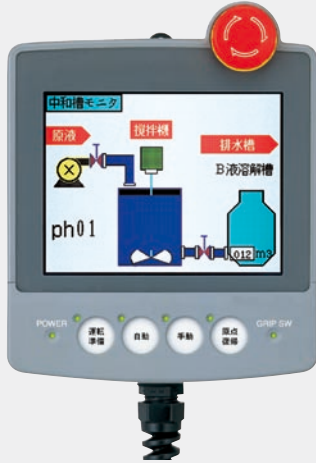 中和槽モニタ
原液
撹拌機
排水槽
B液溶解槽
ph01
012 m3
POWER
運転
準備
自動
手動
原点
復帰
GRIP SW